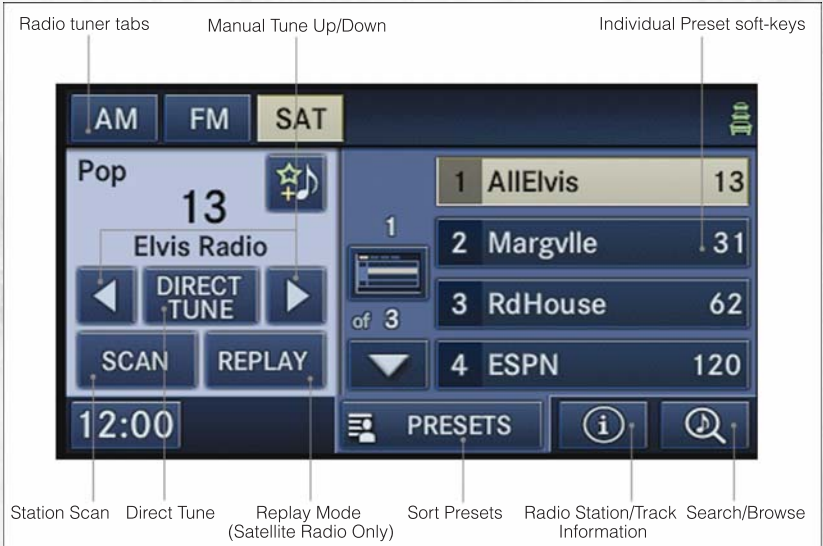 Radio tuner tabs
Manual Tune Up/Down
Individual Preset soft-keys
AM
FM
SAT
Pop
13
Elvis Radio
DIRECT
TUNE
SCAN
REPLAY
12:00
1
of 3
1 AllElvis 13
2 Margvlle 31
3 RdHouse 62
4 ESPN 120
PRESETS
i
Station Scan
Direct Tune
Replay Mode
(Satellite Radio Only)
Sort Presets
Radio Station/Track
Information
Search/Browse